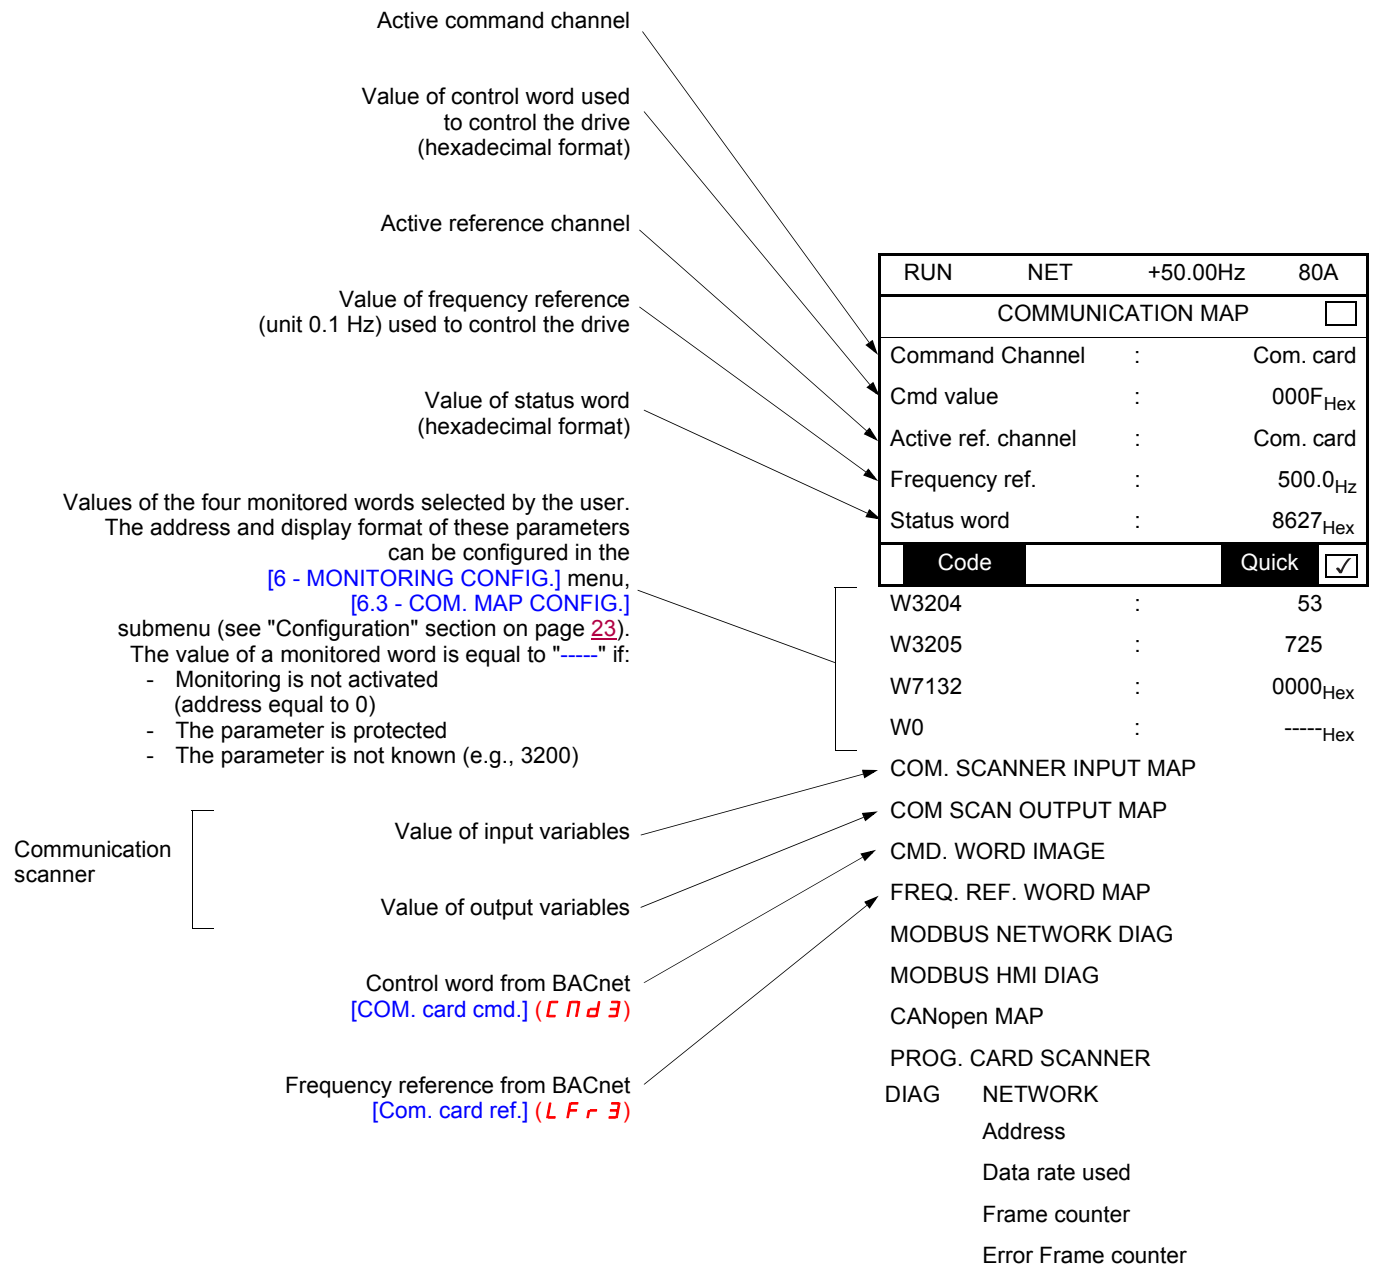 Active command channel
Value of control word used
to control the drive
(hexadecimal format)
Active reference channel
Value of frequency reference
(unit 0.1 Hz) used to control the drive
Value of status word
(hexadecimal format)
Values of the four monitored words selected by the user.
The address and display format of these parameters
can be configured in the
[6 - MONITORING CONFIG.] menu,
[6.3 - COM. MAP CONFIG.]
submenu (see "Configuration" section on page 23).
The value of a monitored word is equal to "-----" if:
- Monitoring is not activated
(address equal to 0)
- The parameter is protected
- The parameter is not known (e.g., 3200)
Communication
scanner
Value of input variables
Value of output variables
Control word from BACnet
[COM. card cmd.] (CMd3)
Frequency reference from BACnet
[Com. card ref.] (LFr3)
RUN NET +50.00Hz 80A
COMMUNICATION MAP
Command Channel : Com. card
Cmd value : 000FHex
Active ref. channel : Com. card
Frequency ref. : 500.0Hz
Status word : 8627Hex
Code Quick
W3204 : 53
W3205 : 725
W7132 : 0000Hex
W0 : -----Hex
COM. SCANNER INPUT MAP
COM SCAN OUTPUT MAP
CMD. WORD IMAGE
FREQ. REF. WORD MAP
MODBUS NETWORK DIAG
MODBUS HMI DIAG
CANopen MAP
PROG. CARD SCANNER
DIAG NETWORK
Address
Data rate used
Frame counter
Error Frame counter